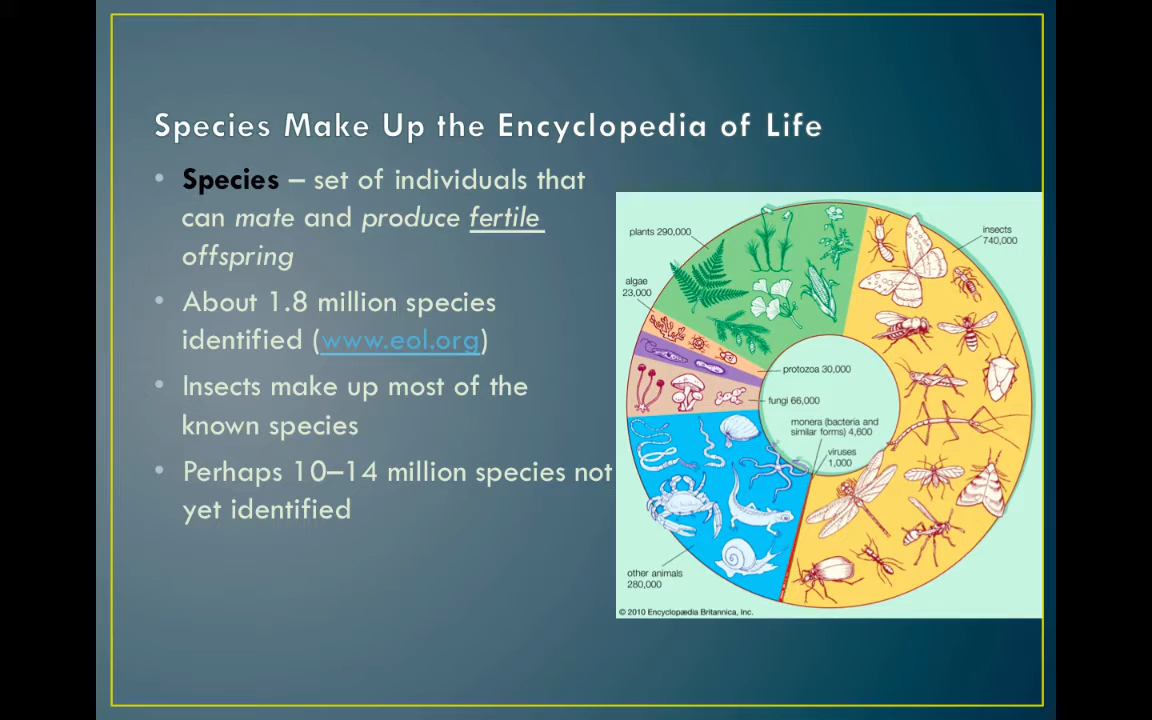 Species Make Up the Encyclopedia of Life
• Species – set of individuals that
can mate and produce fertile
offspring
• About 1.8 million species
identified (www.eol.org)
• Insects make up most of the
known species
• Perhaps 10–14 million species not
yet identified
plants 290,000
insects
740,000
algae
23,000
protozoa 30,000
fungi 66,000
monera (bacteria and
similar forms) 4,600
viruses
1,000
other animals
280,000
© 2010 Encyclopædia Britannica, Inc.